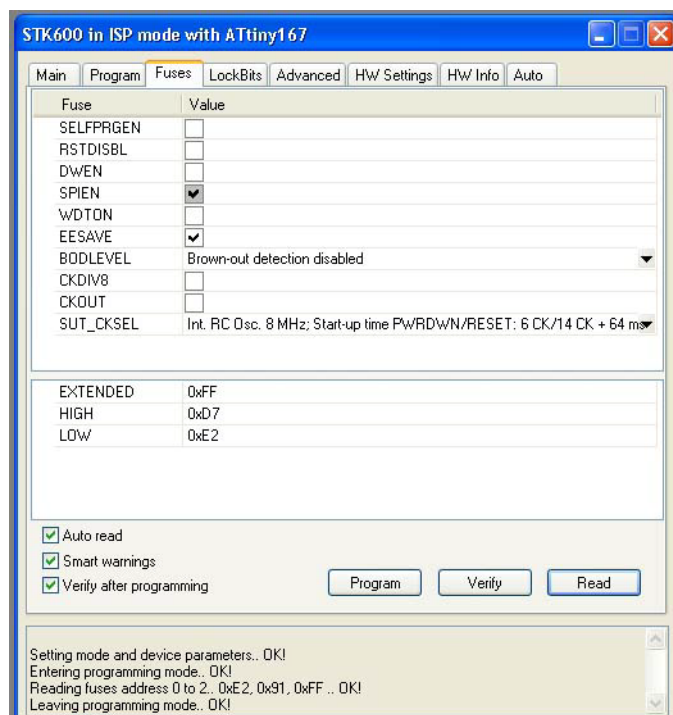 STK600 in ISP mode with ATtiny167
Main Program Fuses LockBits Advanced HW Settings HW Info Auto
Fuse Value
SELFPRGEN
RSTDISBL
DWEN
SPIEN
WDTON
EESAVE
BODLEVEL Brown-out detection disabled
CKDIV8
CKOUT
SUT_CKSEL Int. RC Osc. 8 MHz; Start-up time PWRDWN/RESET: 6 CK/14 CK + 64 ms
EXTENDED 0xFF
HIGH 0xD7
LOW 0xE2
Auto read
Smart warnings
Verify after programming
Program Verify Read
Setting mode and device parameters.. OK!
Entering programming mode.. OK!
Reading fuses address 0 to 2.. 0xE2, 0x91, 0xFF .. OK!
Leaving programming mode.. OK!